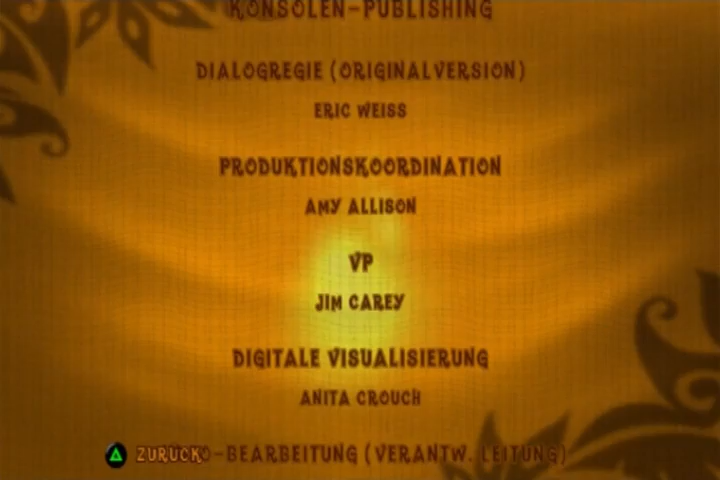 KONSOLEN-PUBLISHING
DIALOGREGIE (ORIGINALVERSION)
ERIC WEISS
PRODUKTIONSKOORDINATION
AMY ALLISON
VP
JIM CAREY
DIGITALE VISUALISIERUNG
ANITA CROUCH
ZURÜCK O-BEARBEITUNG (VERANTW. LEITUNG)